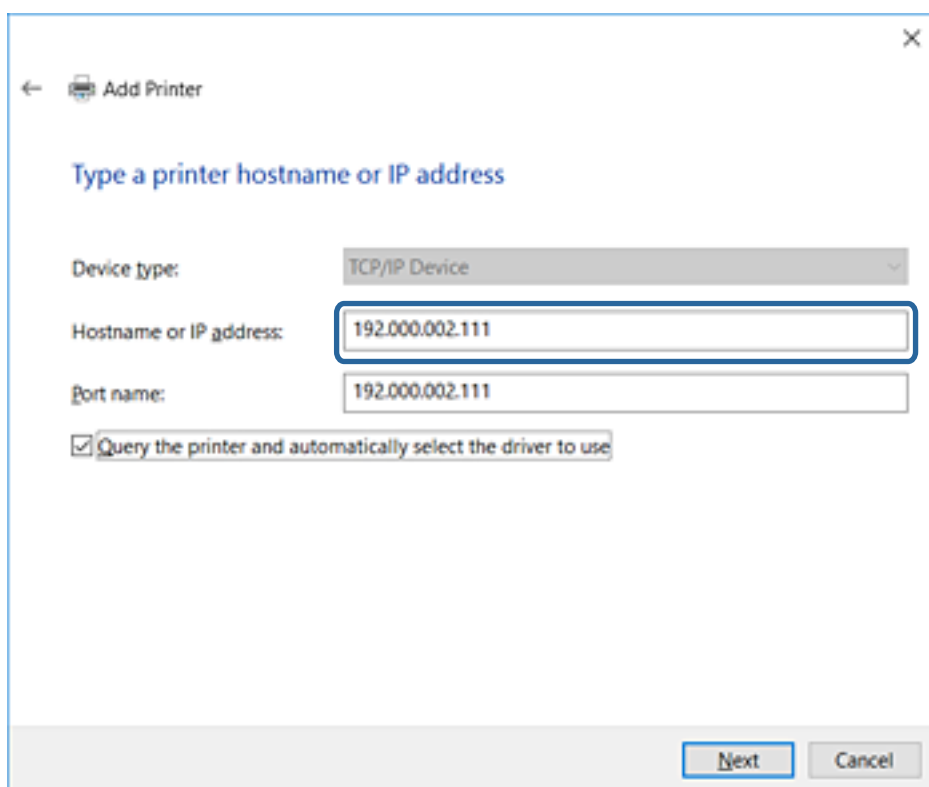 Add Printer
Type a printer hostname or IP address
Device type: TCP/IP Device
Hostname or IP address: 192.000.002.111
Port name: 192.000.002.111
Query the printer and automatically select the driver to use
Next Cancel